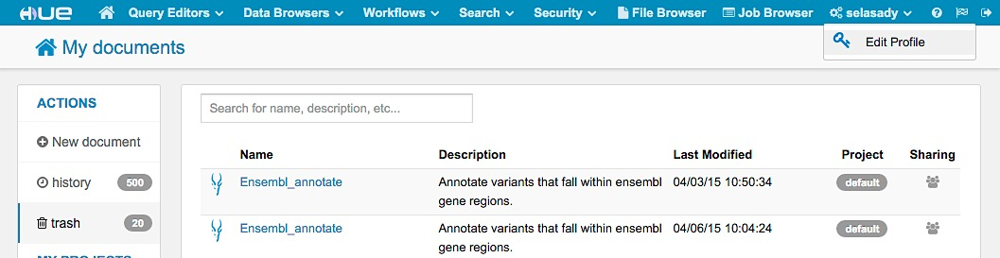 HUE Query Editors Data Browsers Workflows Search Security File Browser Job Browser selasady
Edit Profile
My documents
ACTIONS
New document
history 500
trash 20
MY PROJECTS
Search for name, description, etc...
Name Description Last Modified Project Sharing
Ensembl_annotate Annotate variants that fall within ensembl 04/03/15 10:50:34 default
gene regions.
Ensembl_annotate Annotate variants that fall within ensembl 04/06/15 10:04:24 default
gene regions.